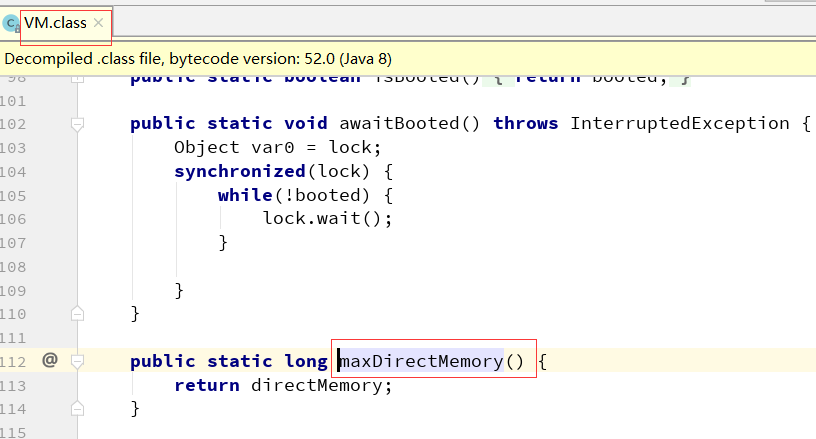 VM.class
Decompiled .class file, bytecode version: 52.0 (Java 8)
98 public static boolean isBooted() { return booted; }
101
102 public static void awaitBooted() throws InterruptedException {
103 Object var0 = lock;
104 synchronized(lock) {
105 while(!booted) {
106 lock.wait();
107 }
108
109 }
110 }
111
112 @ public static long maxDirectMemory() {
113 return directMemory;
114 }
115